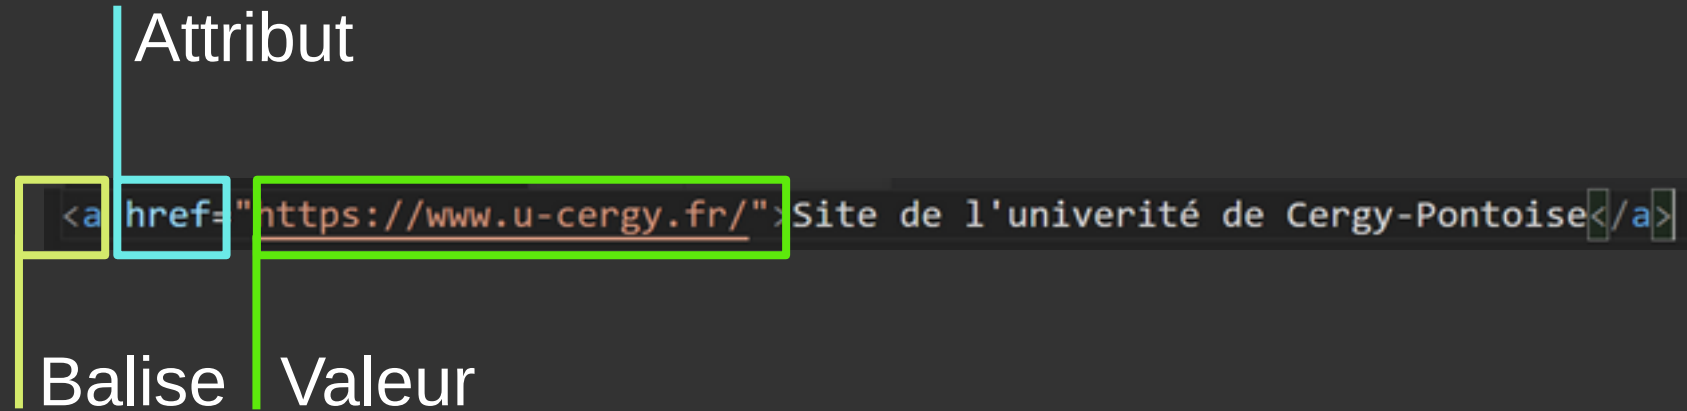 Attribut
<a href="https://www.u-cergy.fr/">Site de l'univerité de Cergy-Pontoise</a>
Balise Valeur